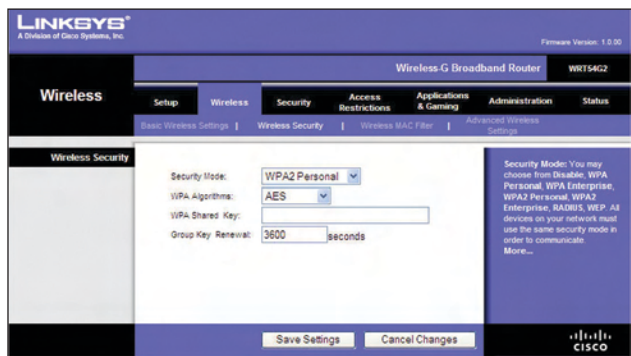 LINKSYS®
A Division of Cisco Systems, Inc.
Firmware Version: 1.0.00
Wireless-G Broadband Router WRT54G2
Wireless
Setup Wireless Security Access Restrictions Applications & Gaming Administration Status
Basic Wireless Settings | Wireless Security | Wireless MAC Filter | Advanced Wireless Settings
Wireless Security
Security Mode: WPA2 Personal
WPA Algorithms: AES
WPA Shared Key:
Group Key Renewal: 3600 seconds
Security Mode: You may
choose from Disable, WPA
Personal, WPA Enterprise,
WPA2 Personal, WPA2
Enterprise, RADIUS, WEP. All
devices on your network must
use the same security mode in
order to communicate.
More...
Save Settings Cancel Changes
CISCO